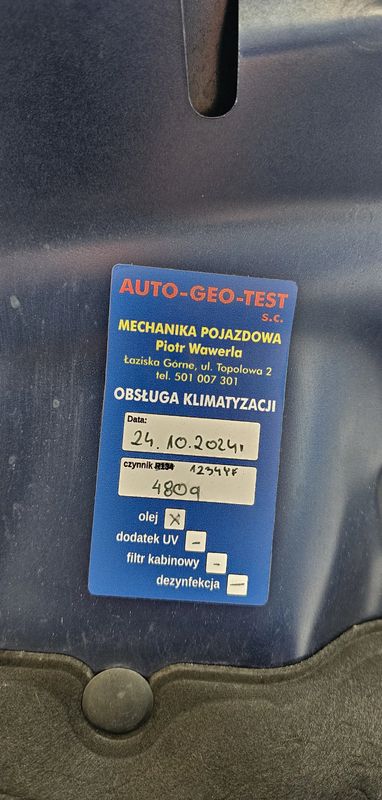 AUTO-GEO-TEST
s.c.
MECHANIKA POJAZDOWA
Piotr Wawerla
Łaziska Górne, ul. Topolowa 2
tel. 501 007 301
OBSŁUGA KLIMATYZACJI
Data:
24.10.2024r
czynnik R134 1234YF
480g
olej X
dodatek UV -
filtr kabinowy -
dezynfekcja -